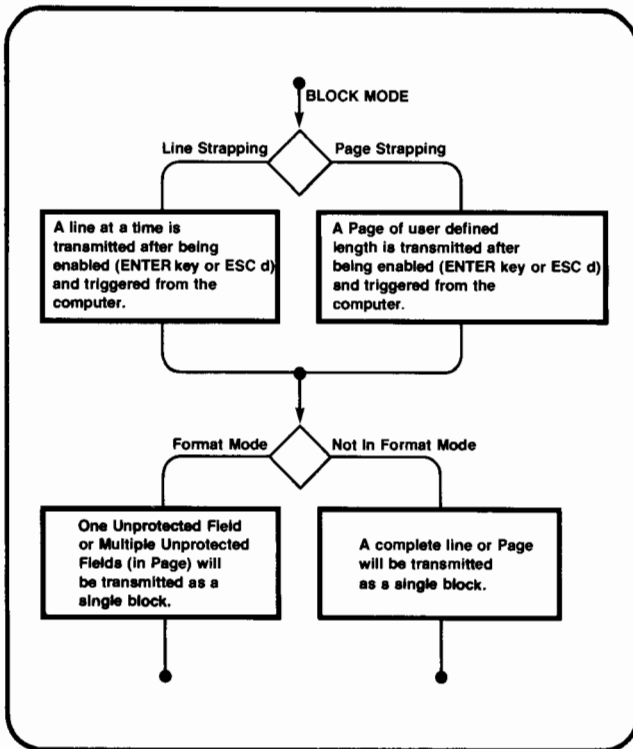 BLOCK MODE
Line Strapping
Page Strapping
A line at a time is
transmitted after being
enabled (ENTER key or ESC d)
and triggered from the
computer.
A Page of user defined
length is transmitted after
being enabled (ENTER key or ESC d)
and triggered from the
computer.
Format Mode
Not In Format Mode
One Unprotected Field
or Multiple Unprotected
Fields (in Page) will
be transmitted as a
single block.
A complete line or Page
will be transmitted
as a single block.